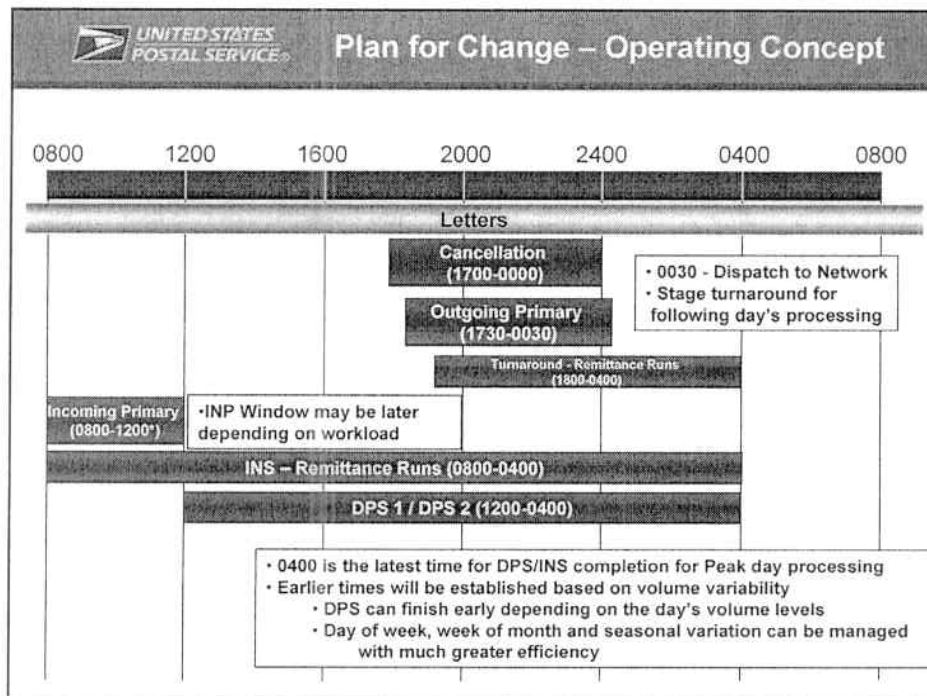 UNITED STATES
POSTAL SERVICE®
Plan for Change – Operating Concept
0800 1200 1600 2000 2400 0400 0800
Letters
Cancellation
(1700-0000)
• 0030 - Dispatch to Network
• Stage turnaround for
following day's processing
Outgoing Primary
(1730-0030)
Turnaround - Remittance Runs
(1800-0400)
Incoming Primary
(0800-1200*)
•INP Window may be later
depending on workload
INS – Remittance Runs (0800-0400)
DPS 1 / DPS 2 (1200-0400)
• 0400 is the latest time for DPS/INS completion for Peak day processing
• Earlier times will be established based on volume variability
• DPS can finish early depending on the day's volume levels
• Day of week, week of month and seasonal variation can be managed
with much greater efficiency